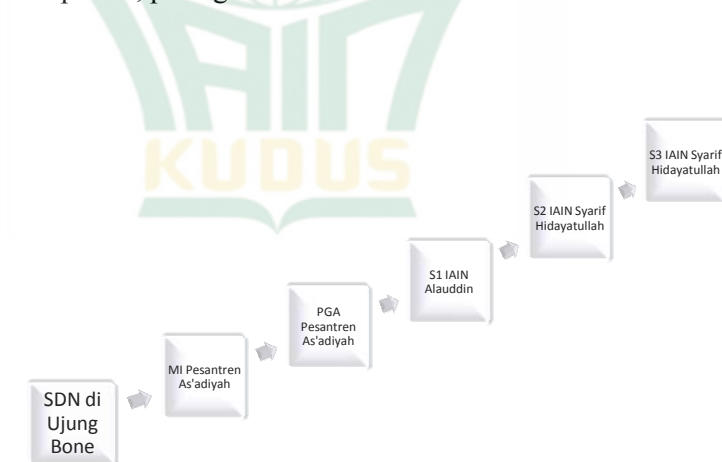 IAIN
KUDUS
S3 IAIN Syarif
Hidayatullah
S2 IAIN Syarif
Hidayatullah
S1 IAIN
Alauddin
PGA
Pesantren
As'adiyah
MI Pesantren
As'adiyah
SDN di
Ujung
Bone